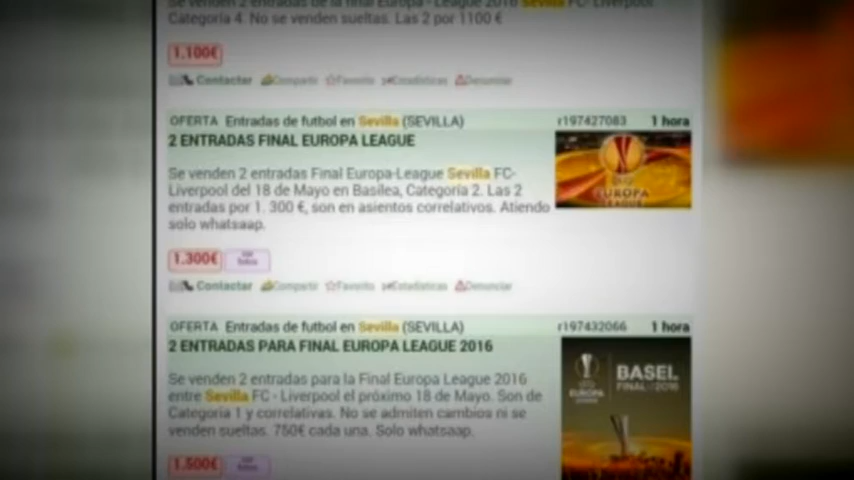 Se venden 2 entradas de la final Europa - League 2016 Sevilla FC- Liverpool.
Categoría 4. No se venden sueltas. Las 2 por 1100 €
1.100€
Contactar Compartir Favorito Estadísticas Denunciar
OFERTA Entradas de futbol en Sevilla (SEVILLA) r197427083 1 hora
2 ENTRADAS FINAL EUROPA LEAGUE
Se venden 2 entradas Final Europa-League Sevilla FC-
Liverpool del 18 de Mayo en Basilea, Categoría 2. Las 2
entradas por 1. 300 €, son en asientos correlativos. Atiendo
solo whatsaap.
EUROPA
LEAGUE
1.300€ ver
fotos
Contactar Compartir Favorito Estadísticas Denunciar
OFERTA Entradas de futbol en Sevilla (SEVILLA) r197432066 1 hora
2 ENTRADAS PARA FINAL EUROPA LEAGUE 2016
Se venden 2 entradas para la Final Europa League 2016
entre Sevilla FC - Liverpool el próximo 18 de Mayo. Son de
Categoría 1 y correlativas. No se admiten cambios ni se
venden sueltas. 750€ cada una. Solo whatsaap.
EUROPA
BASEL
FINAL 2016
1.500€ ver
fotos